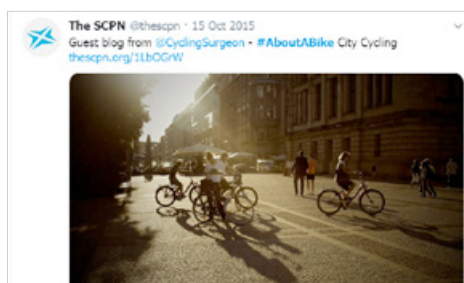 The SCPN @thescpn · 15 Oct 2015
Guest blog from @CyclingSurgeon - #AboutABike City Cycling
thescpn.org/1LbOGrW